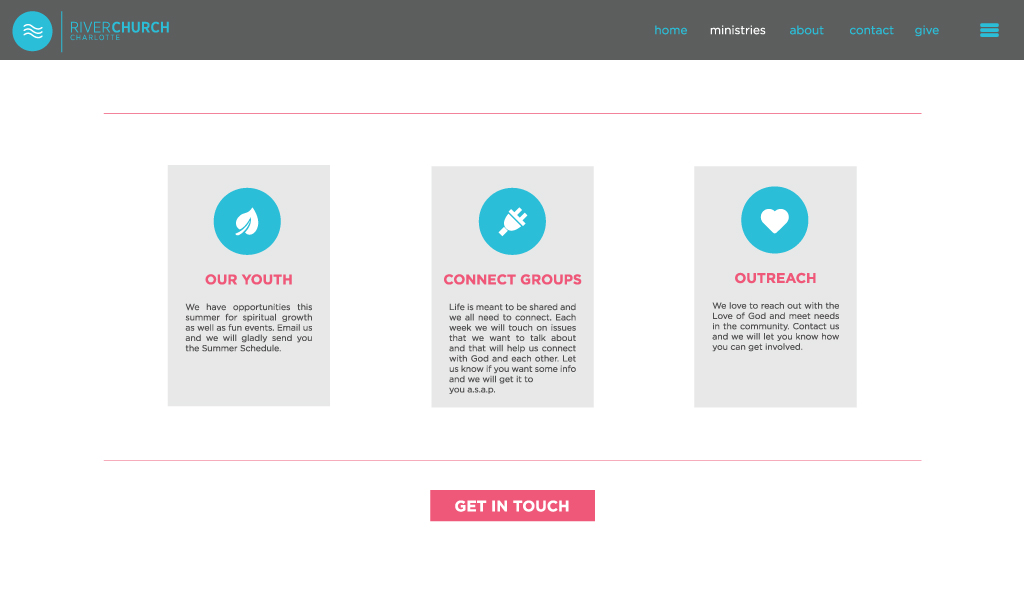 RIVERCHURCH
CHARLOTTE
home ministries about contact give
OUR YOUTH
We have opportunities this
summer for spiritual growth
as well as fun events. Email us
and we will gladly send you
the Summer Schedule.
CONNECT GROUPS
Life is meant to be shared and
we all need to connect. Each
week we will touch on issues
that we want to talk about
and that will help us connect
with God and each other. Let
us know if you want some info
and we will get it to
you a.s.a.p.
OUTREACH
We love to reach out with the
Love of God and meet needs
in the community. Contact us
and we will let you know how
you can get involved.
GET IN TOUCH